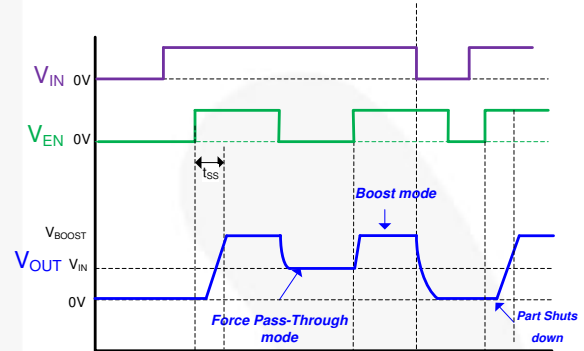 VIN 0V
VEN 0V
tSS
Boost mode
VBOOST
VOUT VIN
0V
Force Pass-Through
mode
Part Shuts
down